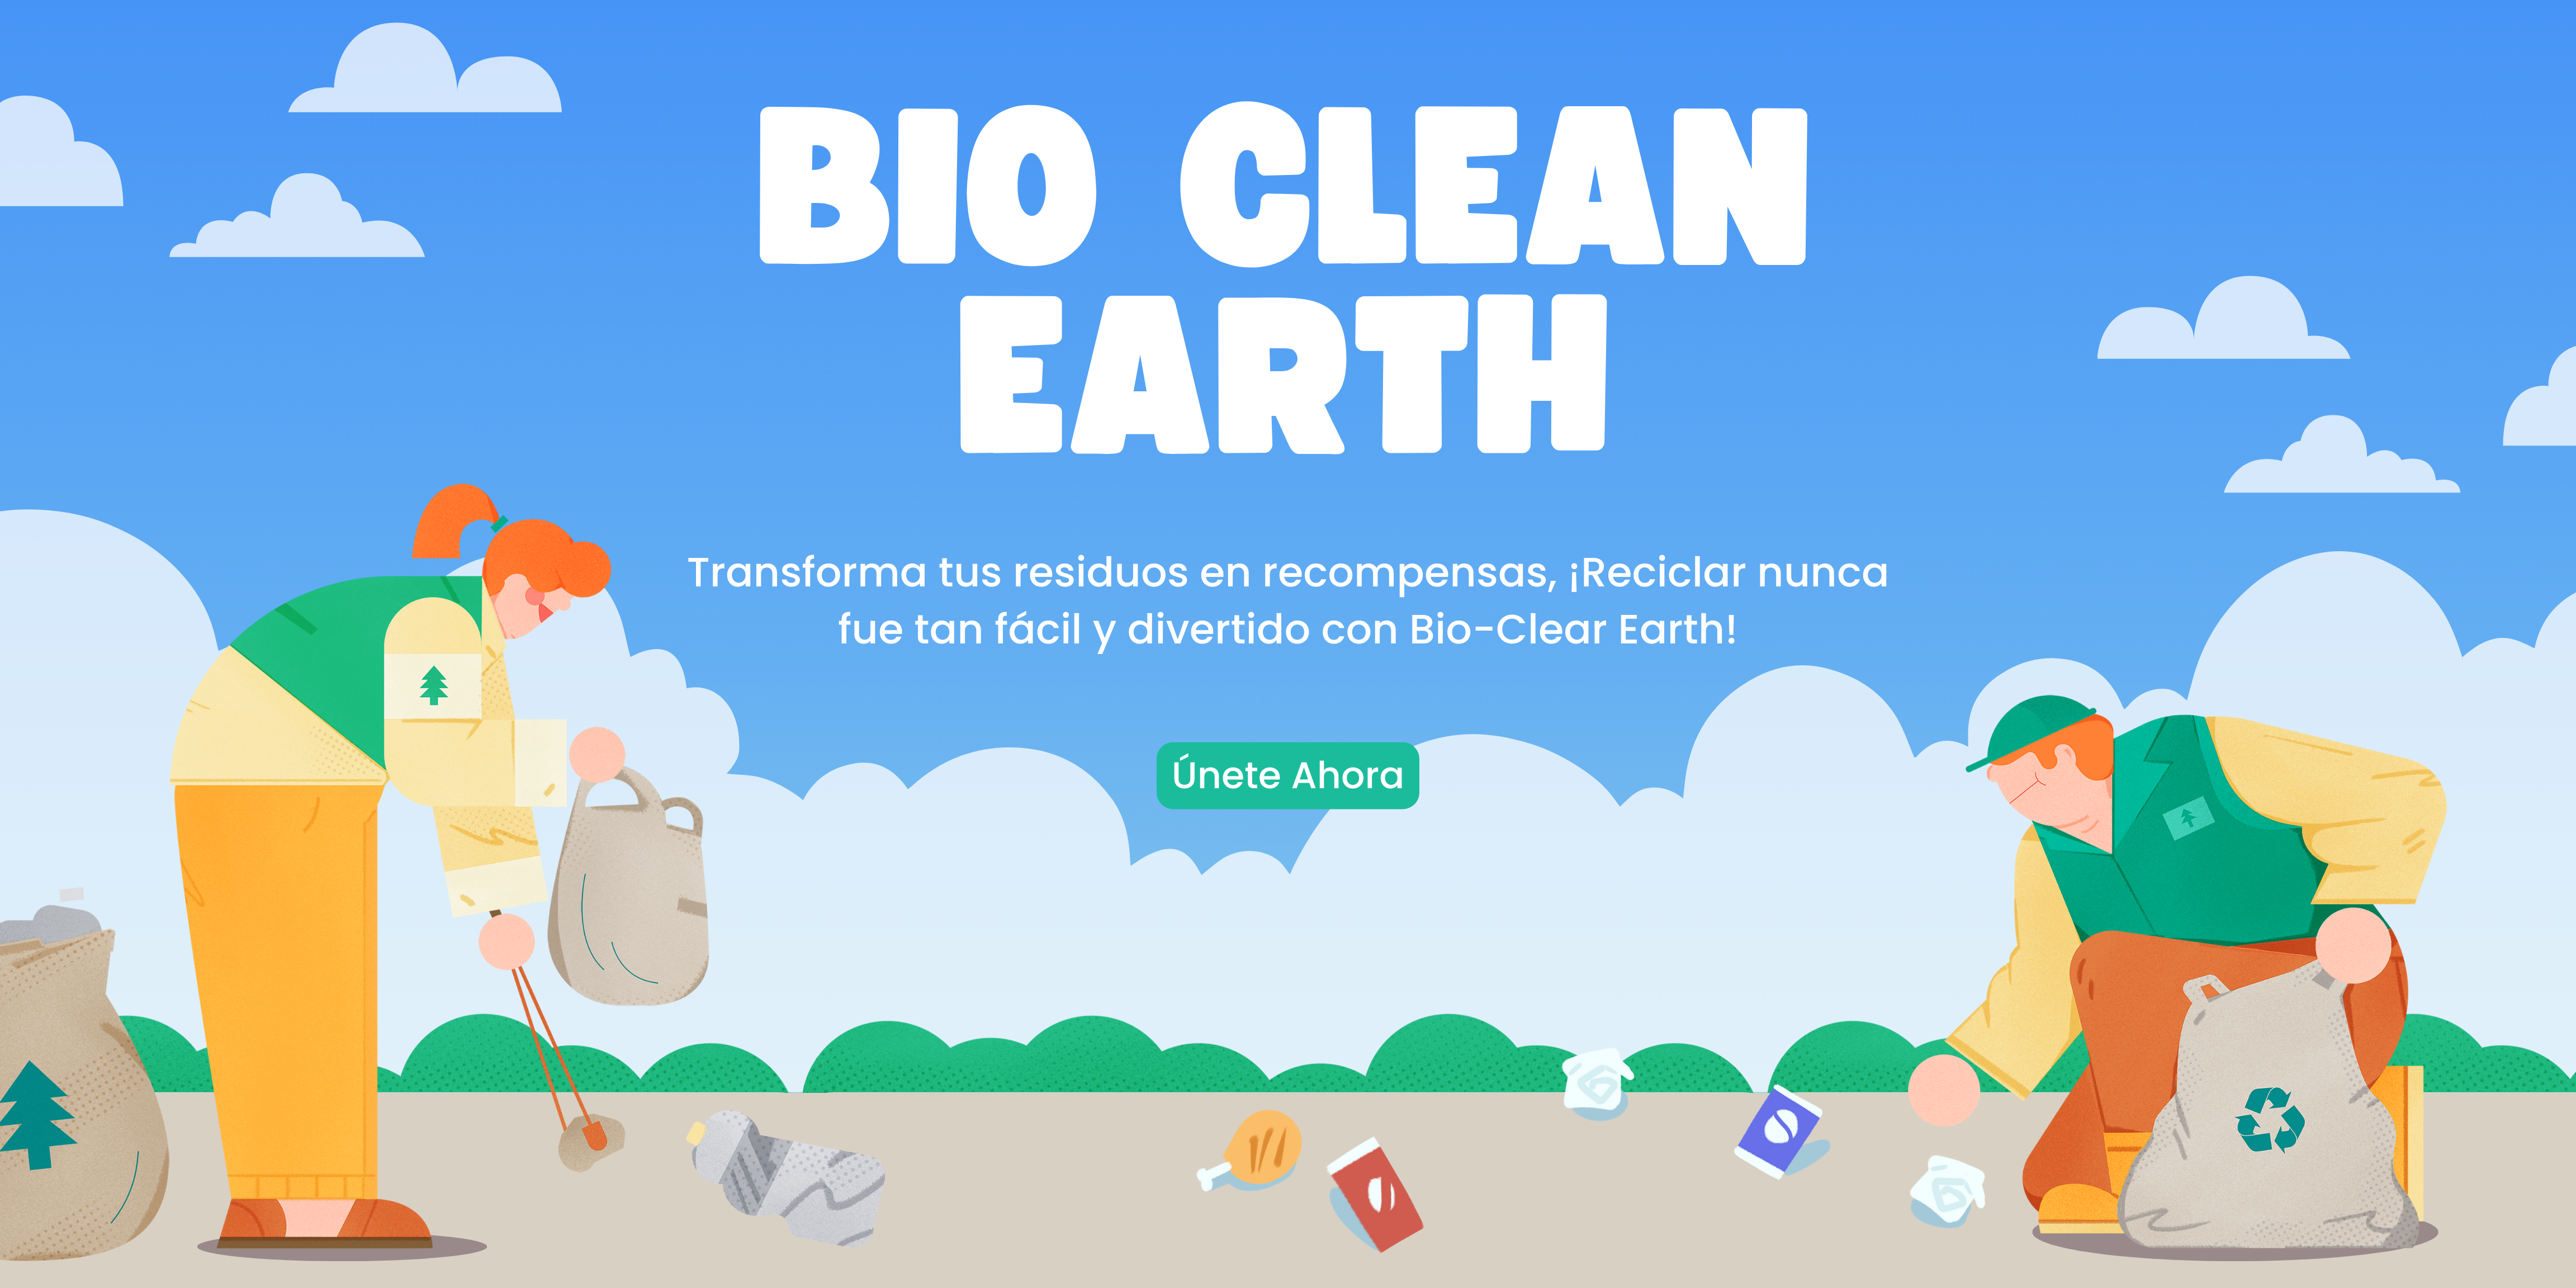 BIO CLEAN
EARTH
Transforma tus residuos en recompensas, ¡Reciclar nunca
fue tan fácil y divertido con Bio-Clear Earth!
Únete Ahora